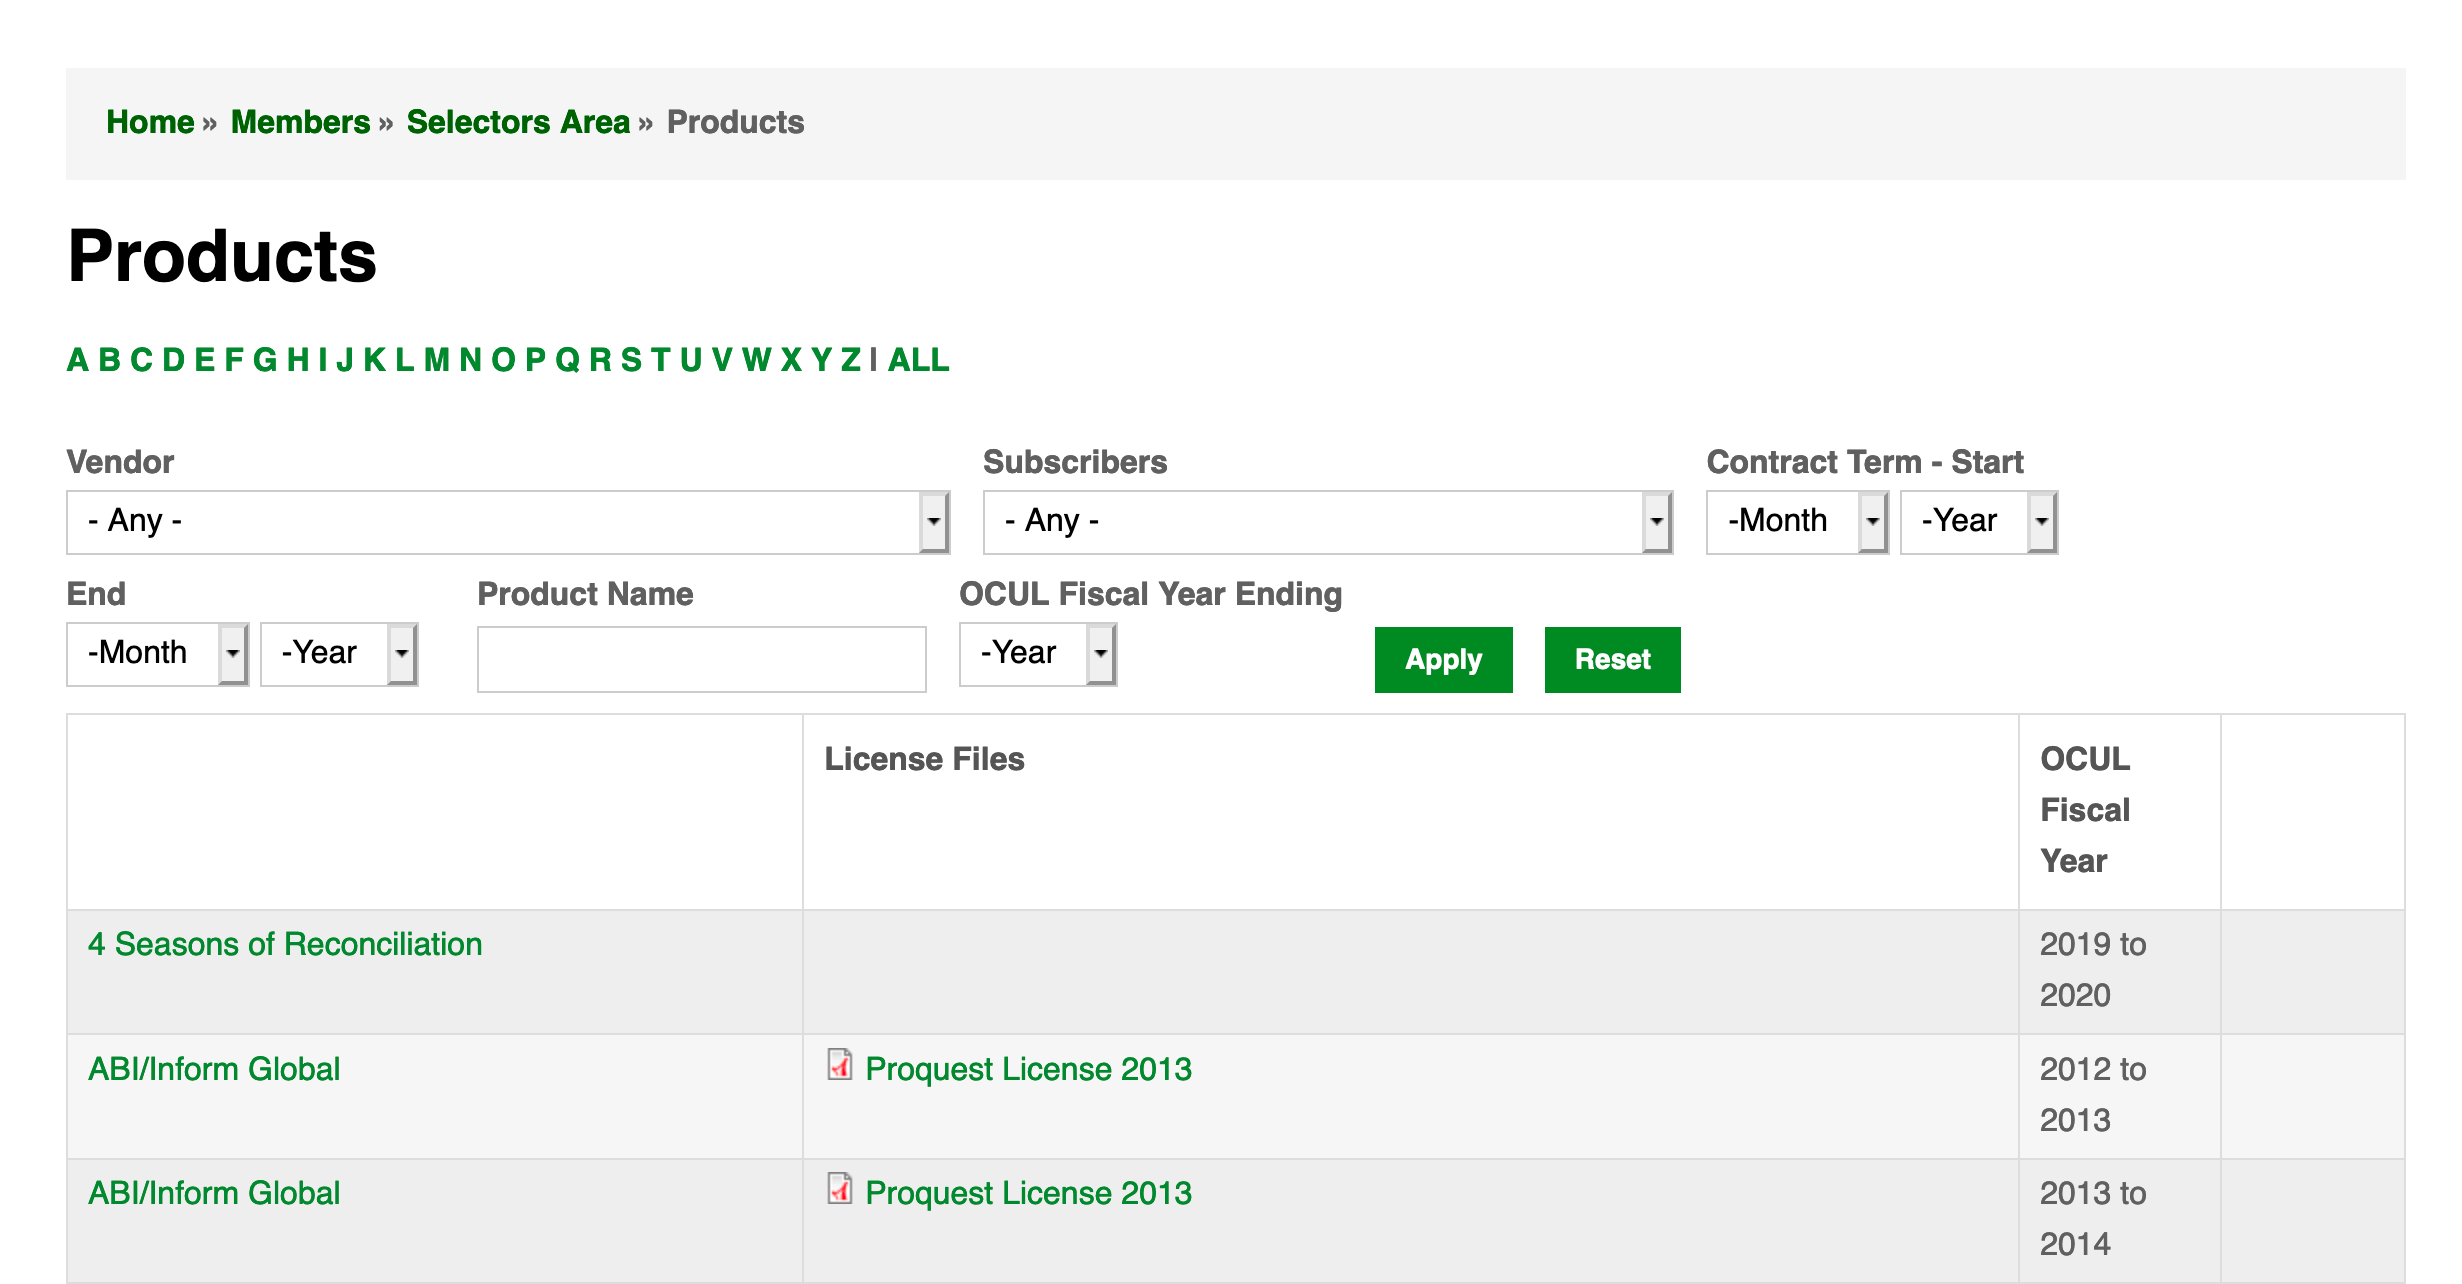 Home » Members » Selectors Area » Products
Products
A B C D E F G H I J K L M N O P Q R S T U V W X Y Z | ALL
Vendor Subscribers Contract Term - Start
- Any - - Any - -Month -Year
End Product Name OCUL Fiscal Year Ending
-Month -Year -Year Apply Reset
License Files OCUL
Fiscal
Year
4 Seasons of Reconciliation 2019 to
2020
ABI/Inform Global Proquest License 2013 2012 to
2013
ABI/Inform Global Proquest License 2013 2013 to
2014